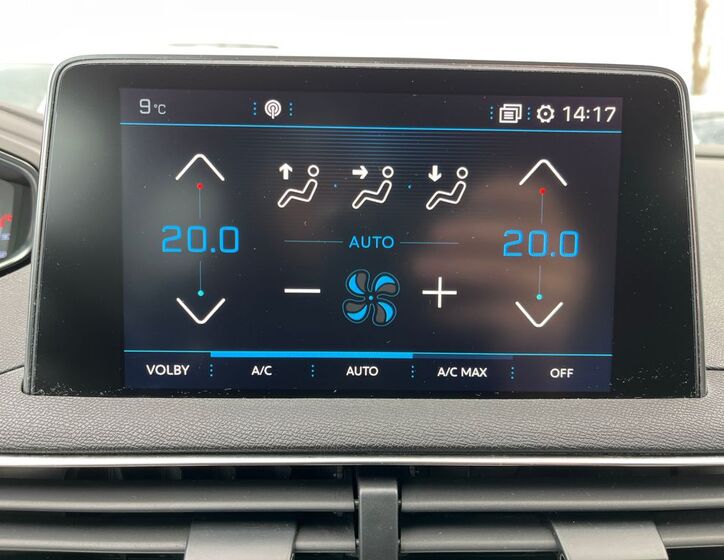 9°C 14:17
20.0 AUTO 20.0
VOLBY A/C AUTO A/C MAX OFF